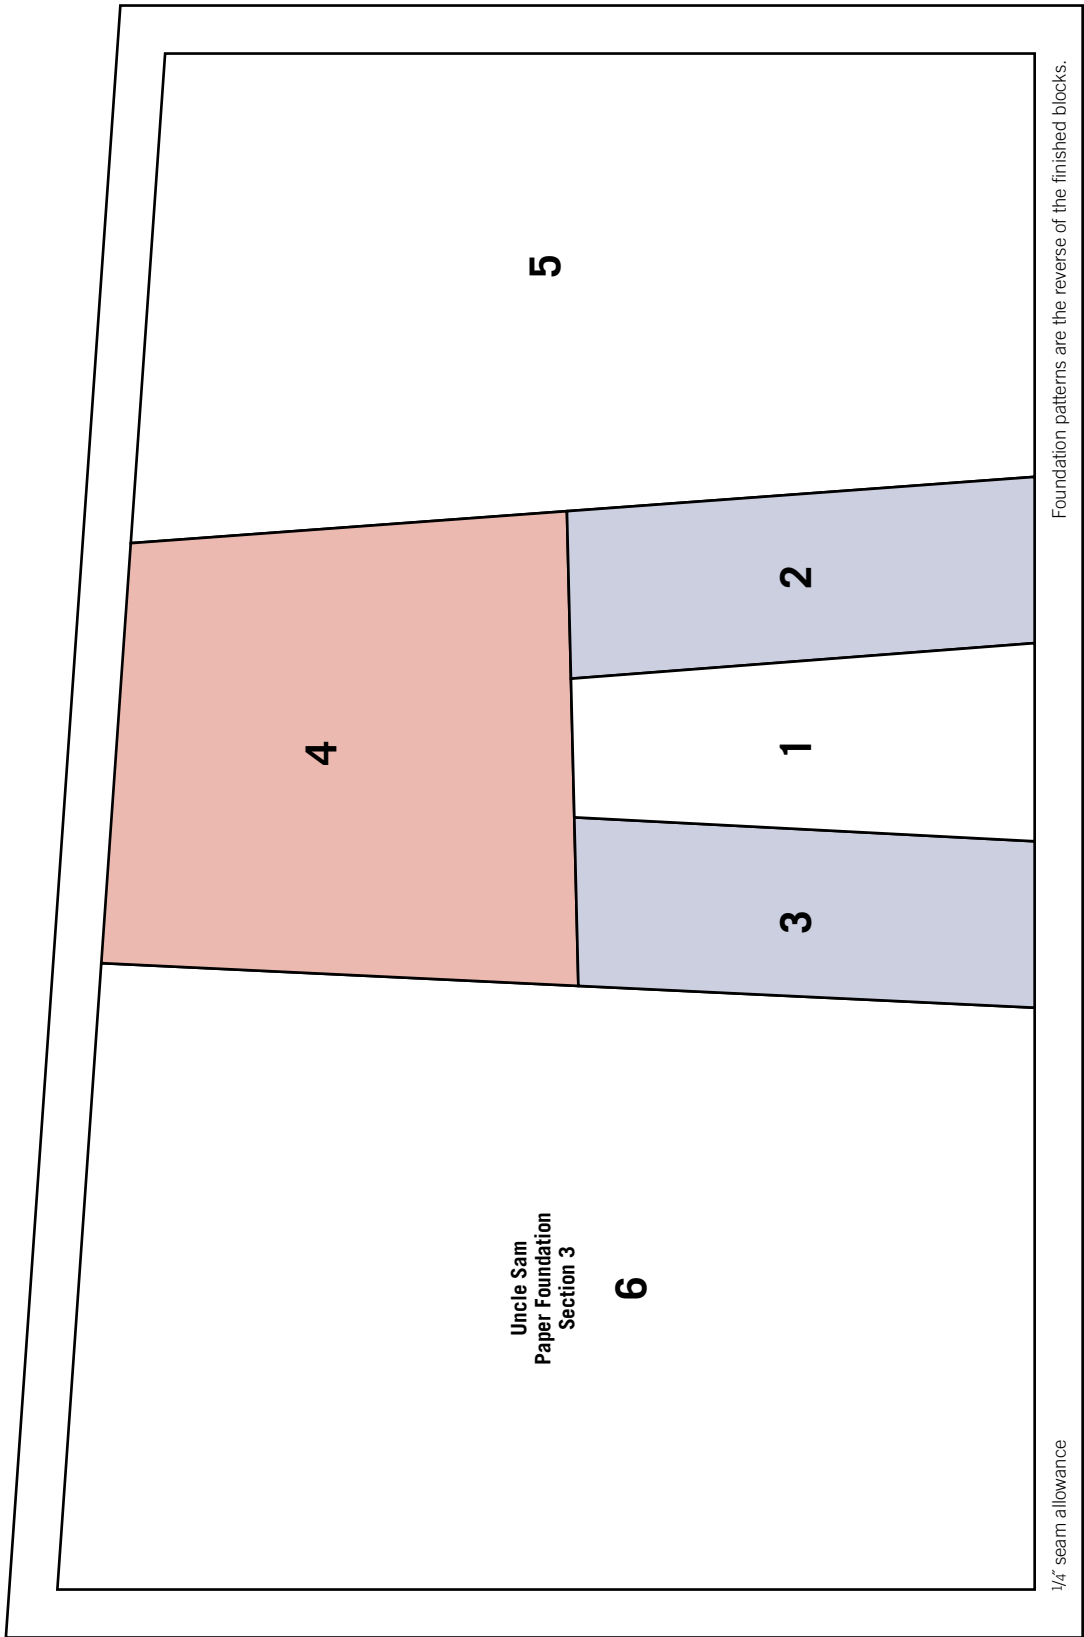 5
4
2
1
3
Uncle Sam
Paper Foundation
Section 3
6
1/4″ seam allowance
Foundation patterns are the reverse of the finished blocks.